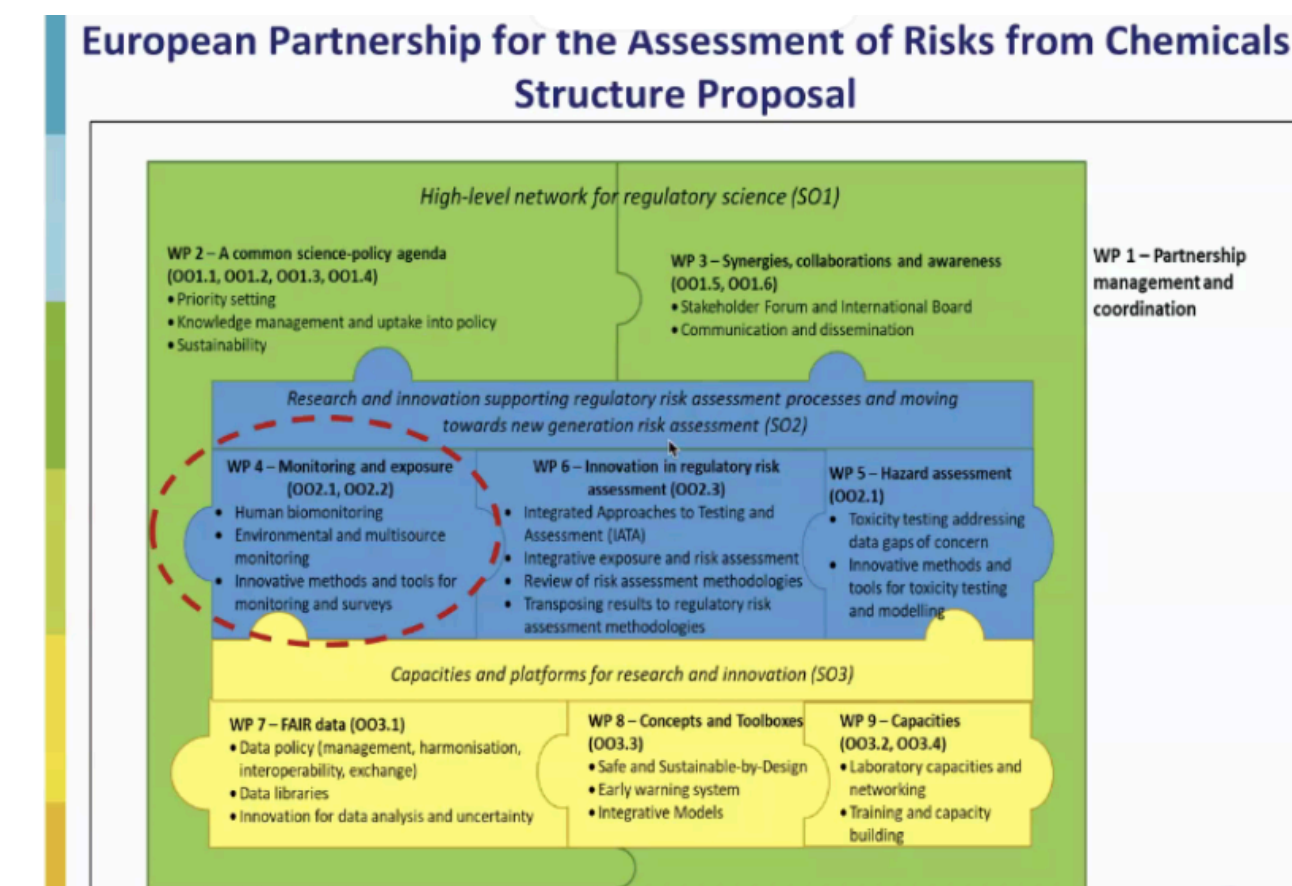 European Partnership for the Assessment of Risks from Chemicals
Structure Proposal
High-level network for regulatory science (SO1)
WP 2 – A common science-policy agenda
(OO1.1, OO1.2, OO1.3, OO1.4)
• Priority setting
• Knowledge management and uptake into policy
• Sustainability
WP 3 – Synergies, collaborations and awareness
(OO1.5, OO1.6)
• Stakeholder Forum and International Board
• Communication and dissemination
WP 1 – Partnership
management and
coordination
Research and innovation supporting regulatory risk assessment processes and moving
towards new generation risk assessment (SO2)
WP 4 – Monitoring and exposure
(OO2.1, OO2.2)
• Human biomonitoring
• Environmental and multisource
monitoring
• Innovative methods and tools for
monitoring and surveys
WP 6 – Innovation in regulatory risk
assessment (OO2.3)
• Integrated Approaches to Testing and
Assessment (IATA)
• Integrative exposure and risk assessment
• Review of risk assessment methodologies
• Transposing results to regulatory risk
assessment methodologies
WP 5 – Hazard assessment
(OO2.1)
• Toxicity testing addressing
data gaps of concern
• Innovative methods and
tools for toxicity testing
and modelling
Capacities and platforms for research and innovation (SO3)
WP 7 – FAIR data (OO3.1)
• Data policy (management, harmonisation,
interoperability, exchange)
• Data libraries
• Innovation for data analysis and uncertainty
WP 8 – Concepts and Toolboxes
(OO3.3)
• Safe and Sustainable-by-Design
• Early warning system
• Integrative Models
WP 9 – Capacities
(OO3.2, OO3.4)
• Laboratory capacities and
networking
• Training and capacity
building